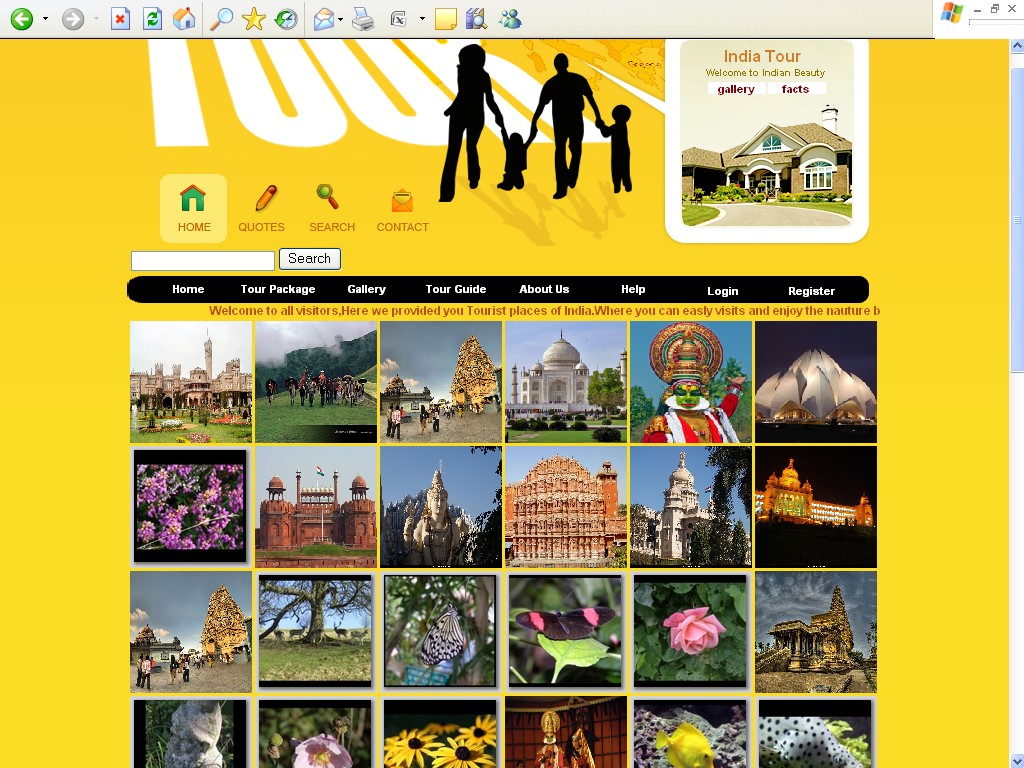 TOUR
India Tour
Welcome to Indian Beauty
gallery facts
HOME QUOTES SEARCH CONTACT
Search
Home Tour Package Gallery Tour Guide About Us Help Login Register
Welcome to all visitors,Here we provided you Tourist places of India.Where you can easly visits and enjoy the nauture b